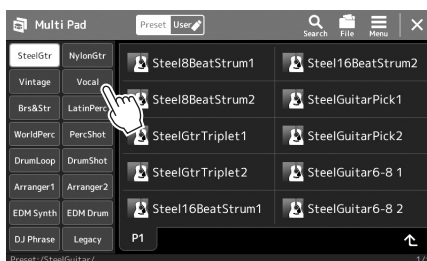 Multi Pad Preset User Search File Menu
SteelGtr NylonGtr
Vintage Vocal
Brs&Str LatinPerc
WorldPerc PercShot
DrumLoop DrumShot
Arranger1 Arranger2
EDM Synth EDM Drum
DJ Phrase Legacy
Steel8BeatStrum1 Steel16BeatStrum2
Steel8BeatStrum2 SteelGuitarPick1
SteelGtrTriplet1 SteelGuitarPick2
SteelGtrTriplet2 SteelGuitar6-8 1
Steel16BeatStrum1 SteelGuitar6-8 2
P1
Preset:/SteelGuitar/